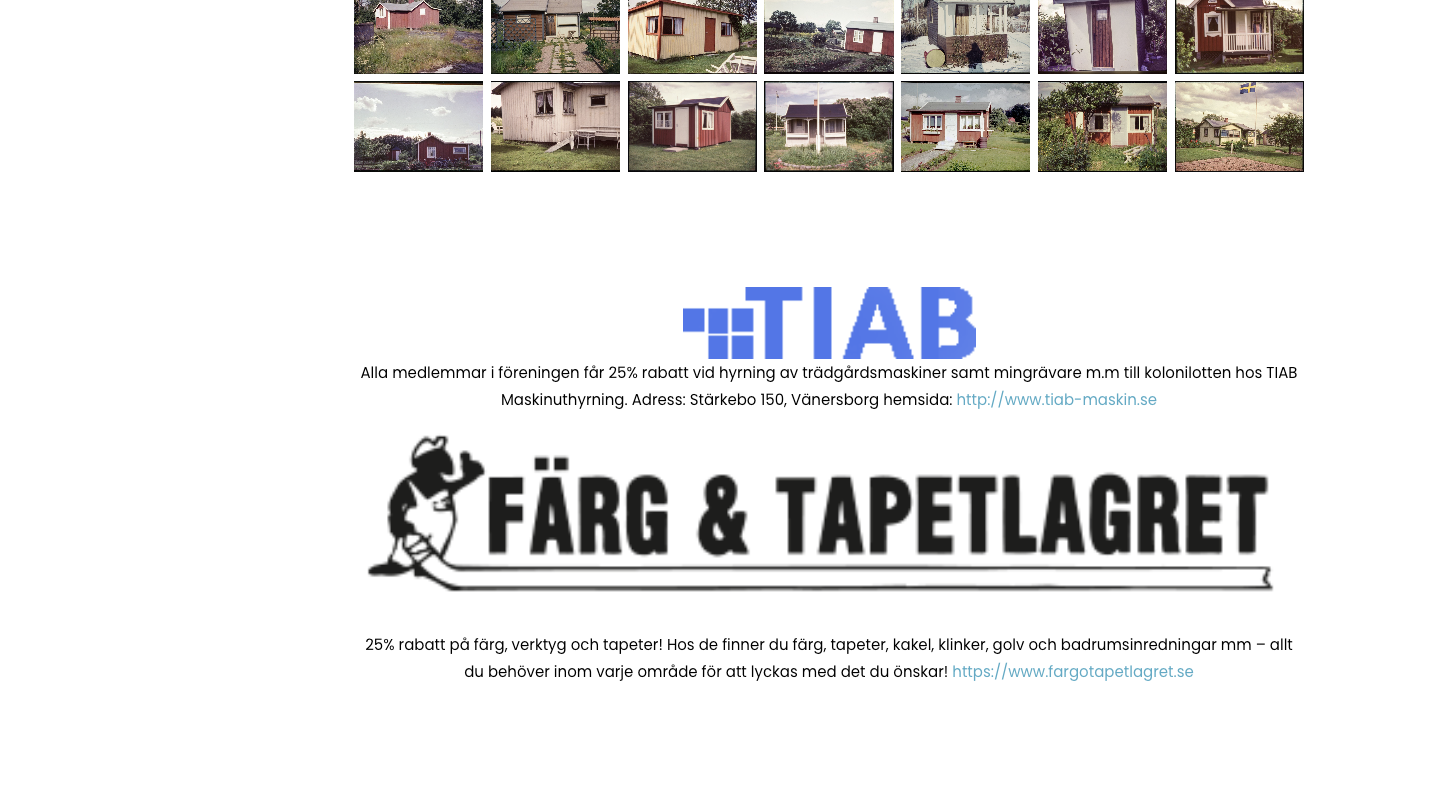 TIAB
Alla medlemmar i föreningen får 25% rabatt vid hyrning av trädgårdsmaskiner samt mingrävare m.m till kolonilotten hos TIAB
Maskinuthyrning. Adress: Stärkebo 150, Vänersborg hemsida: http://www.tiab-maskin.se
FÄRG & TAPETLAGRET
25% rabatt på färg, verktyg och tapeter! Hos de finner du färg, tapeter, kakel, klinker, golv och badrumsinredningar mm – allt
du behöver inom varje område för att lyckas med det du önskar! https://www.fargotapetlagret.se